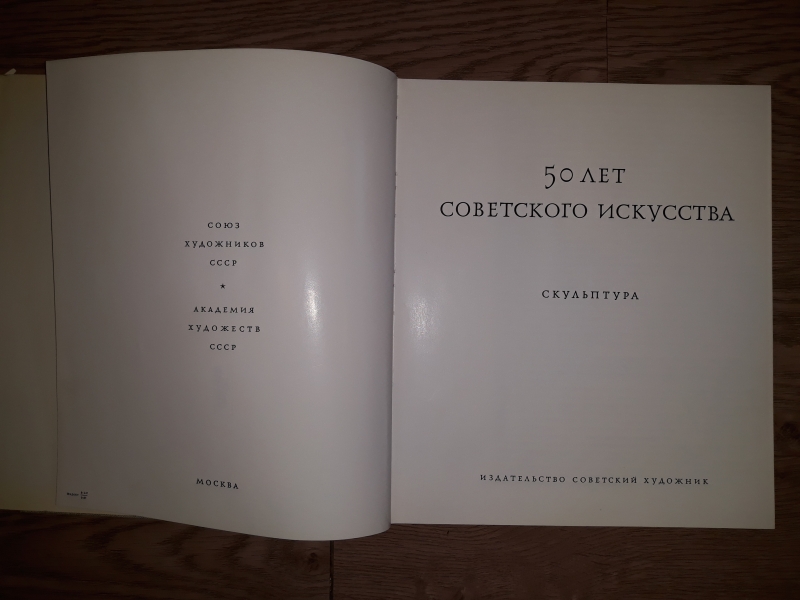 СОЮЗ
ХУДОЖНИКОВ
СССР
★
АКАДЕМИЯ
ХУДОЖЕСТВ
СССР
МОСКВА
50 ЛЕТ
СОВЕТСКОГО ИСКУССТВА
СКУЛЬПТУРА
ИЗДАТЕЛЬСТВО СОВЕТСКИЙ ХУДОЖНИК